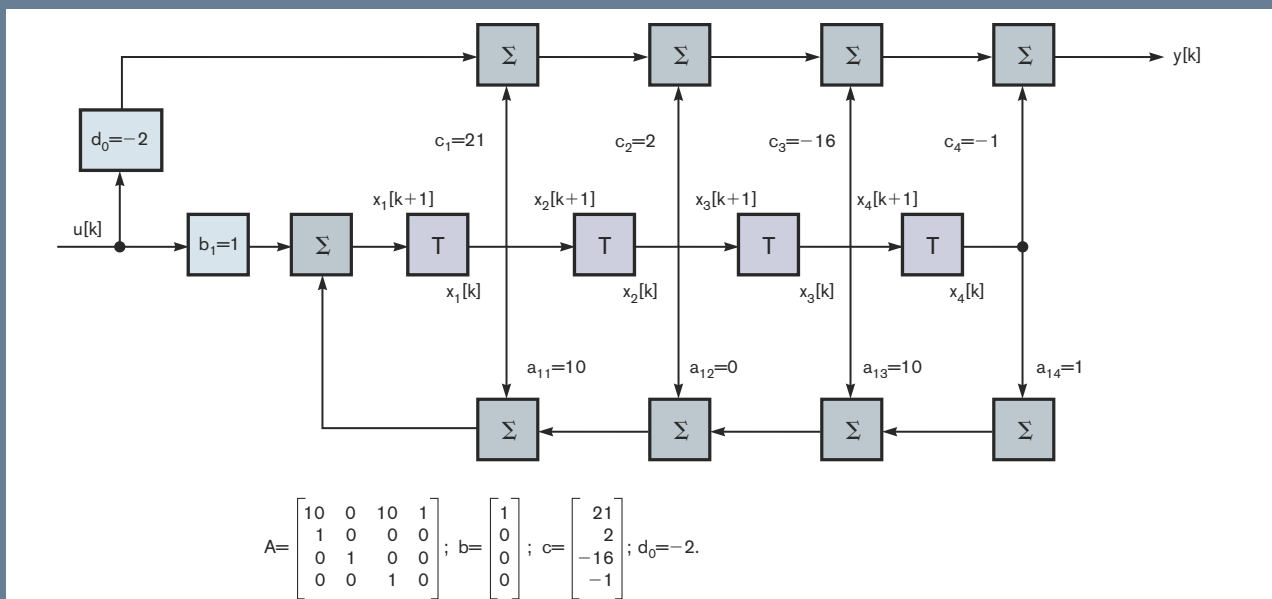 Σ Σ Σ Σ y[k]
d₀=−2 c₁=21 c₂=2 c₃=−16 c₄=−1
x₁[k+1] x₂[k+1] x₃[k+1] x₄[k+1]
u[k] b₁=1 Σ T T T T
x₁[k] x₂[k] x₃[k] x₄[k]
a₁₁=10 a₁₂=0 a₁₃=10 a₁₄=1
Σ Σ Σ Σ
10 0 10 1 1 21
1 0 0 0 0 2
A= ; b= ; c= ; d₀=−2.
0 1 0 0 0 −16
0 0 1 0 0 −1